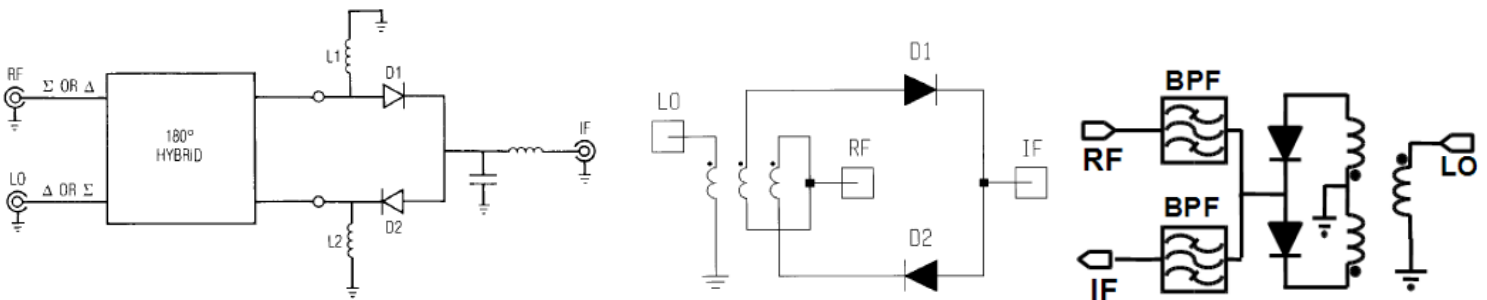 RF
Σ OR Δ
LO
Δ OR Σ
180°
HYBRID
L1
D1
D2
L2
IF
LO
D1
RF
IF
D2
BPF
RF
BPF
IF
LO